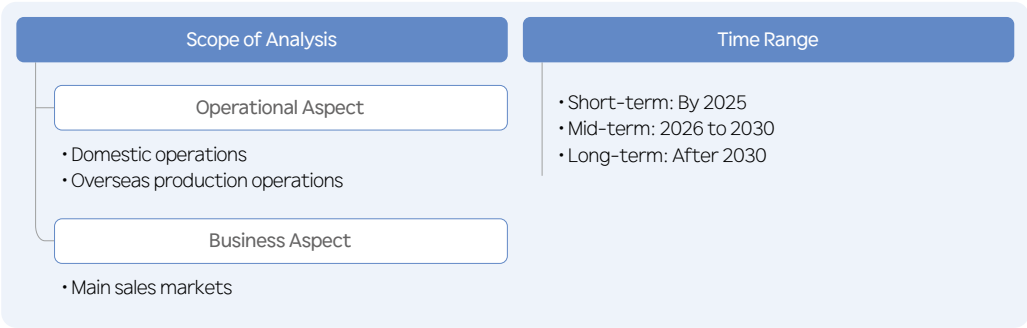 Scope of Analysis
Operational Aspect
• Domestic operations
• Overseas production operations
Business Aspect
• Main sales markets
Time Range
• Short-term: By 2025
• Mid-term: 2026 to 2030
• Long-term: After 2030